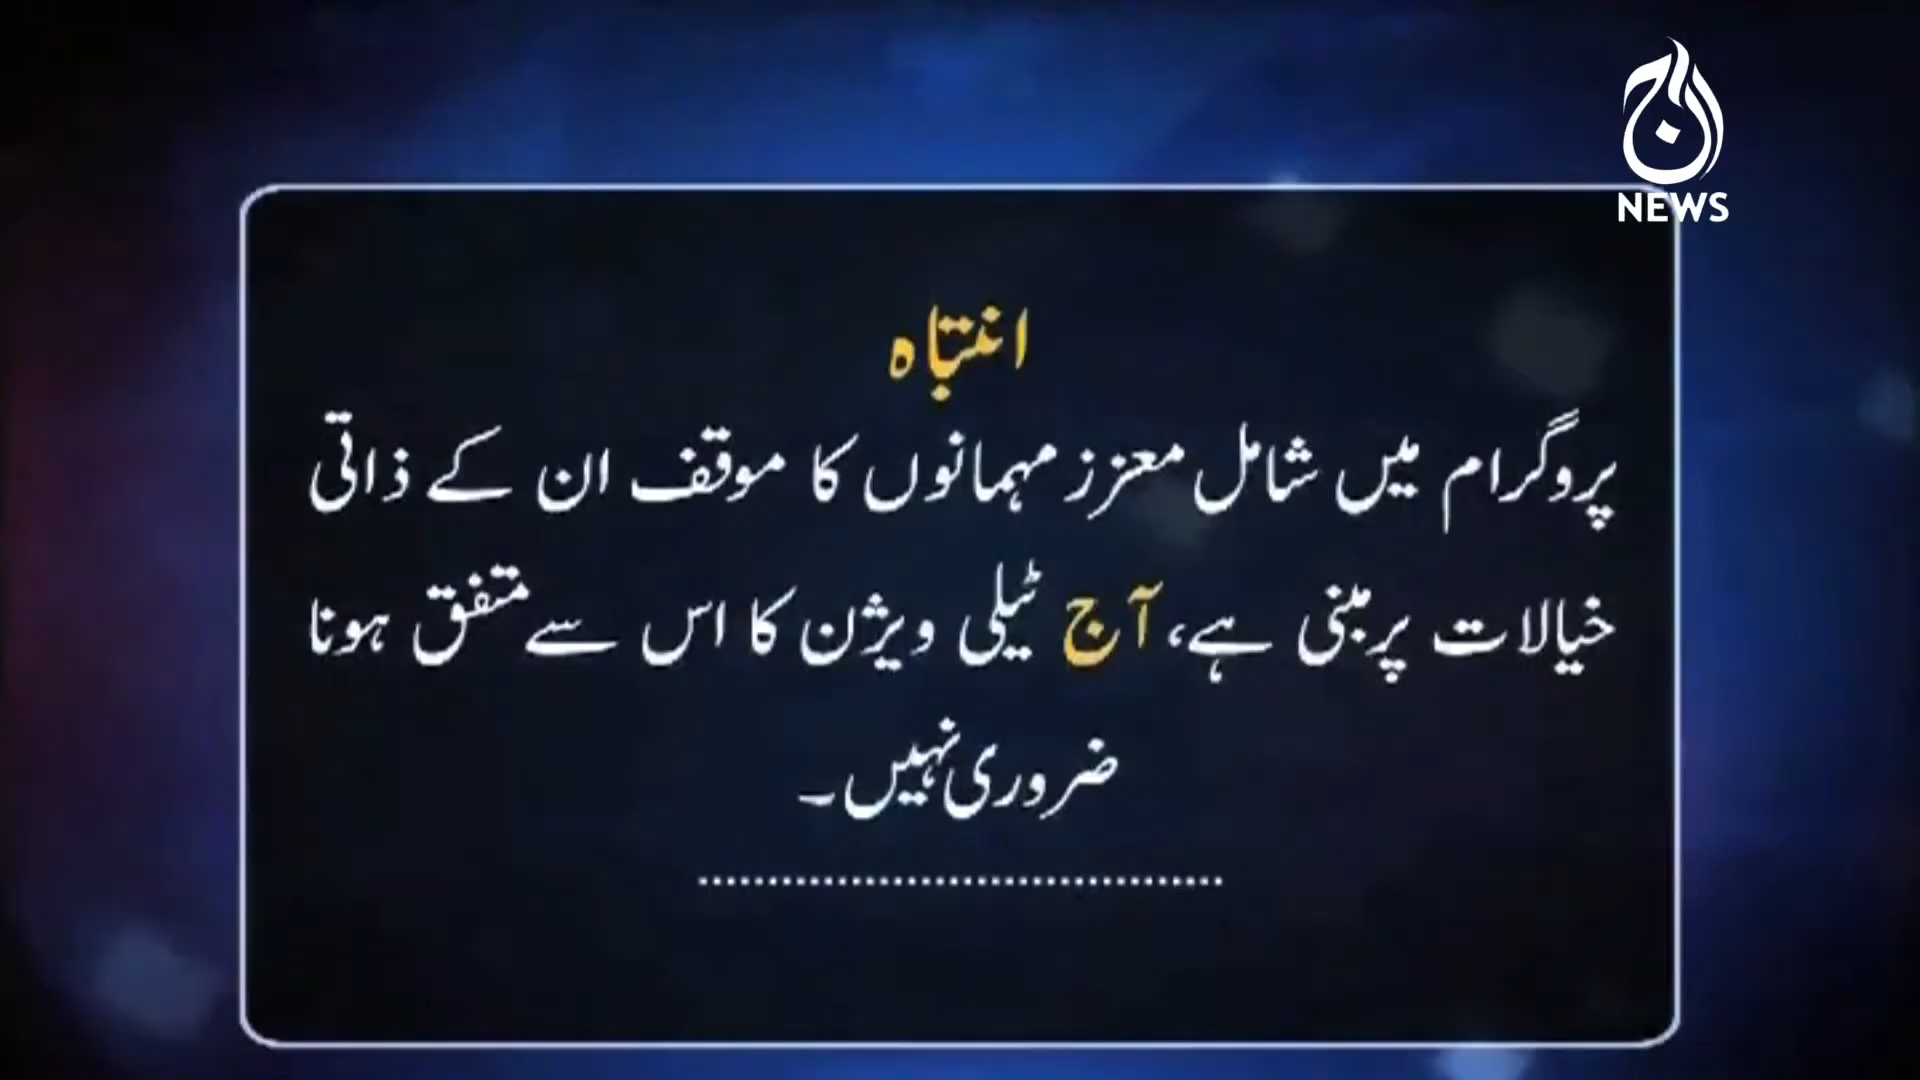 آج
NEWS
انتباہ
پروگرام میں شامل معزز مہمانوں کا موقف ان کے ذاتی
خیالات پر مبنی ہے، آج ٹیلی ویژن کا اس سے متفق ہونا
ضروری نہیں۔
......................................